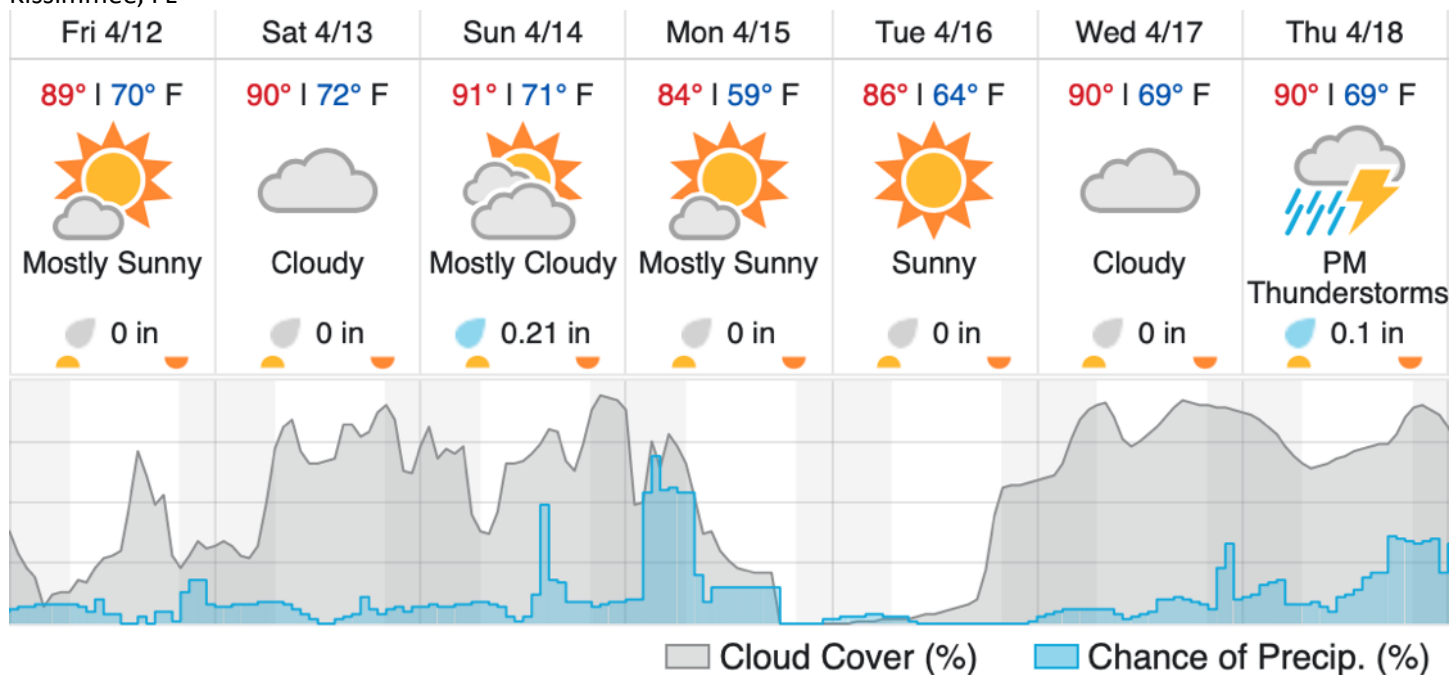 Kissimmee, FL
Fri 4/12 Sat 4/13 Sun 4/14 Mon 4/15 Tue 4/16 Wed 4/17 Thu 4/18
89° | 70° F 90° | 72° F 91° | 71° F 84° | 59° F 86° | 64° F 90° | 69° F 90° | 69° F
Mostly Sunny Cloudy Mostly Cloudy Mostly Sunny Sunny Cloudy PM
Thunderstorms
0 in 0 in 0.21 in 0 in 0 in 0 in 0.1 in
Cloud Cover (%) Chance of Precip. (%)